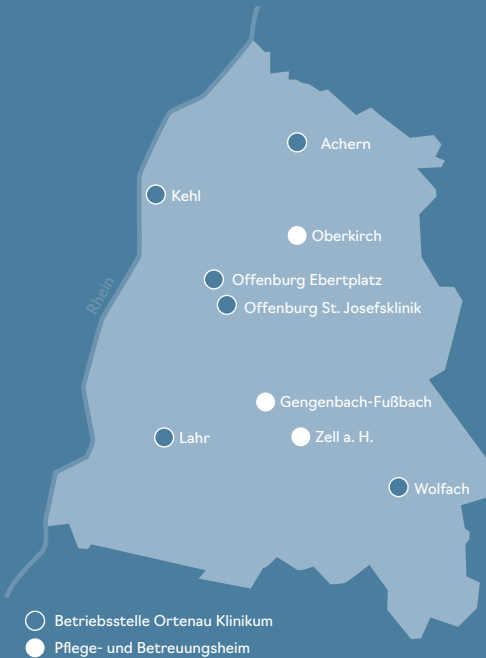 Achern
Kehl
Oberkirch
Rhein
Offenburg Ebertplatz
Offenburg St. Josefsklinik
Gengenbach-Fußbach
Lahr
Zell a. H.
Wolfach
Betriebsstelle Ortenau Klinikum
Pflege- und Betreuungsheim